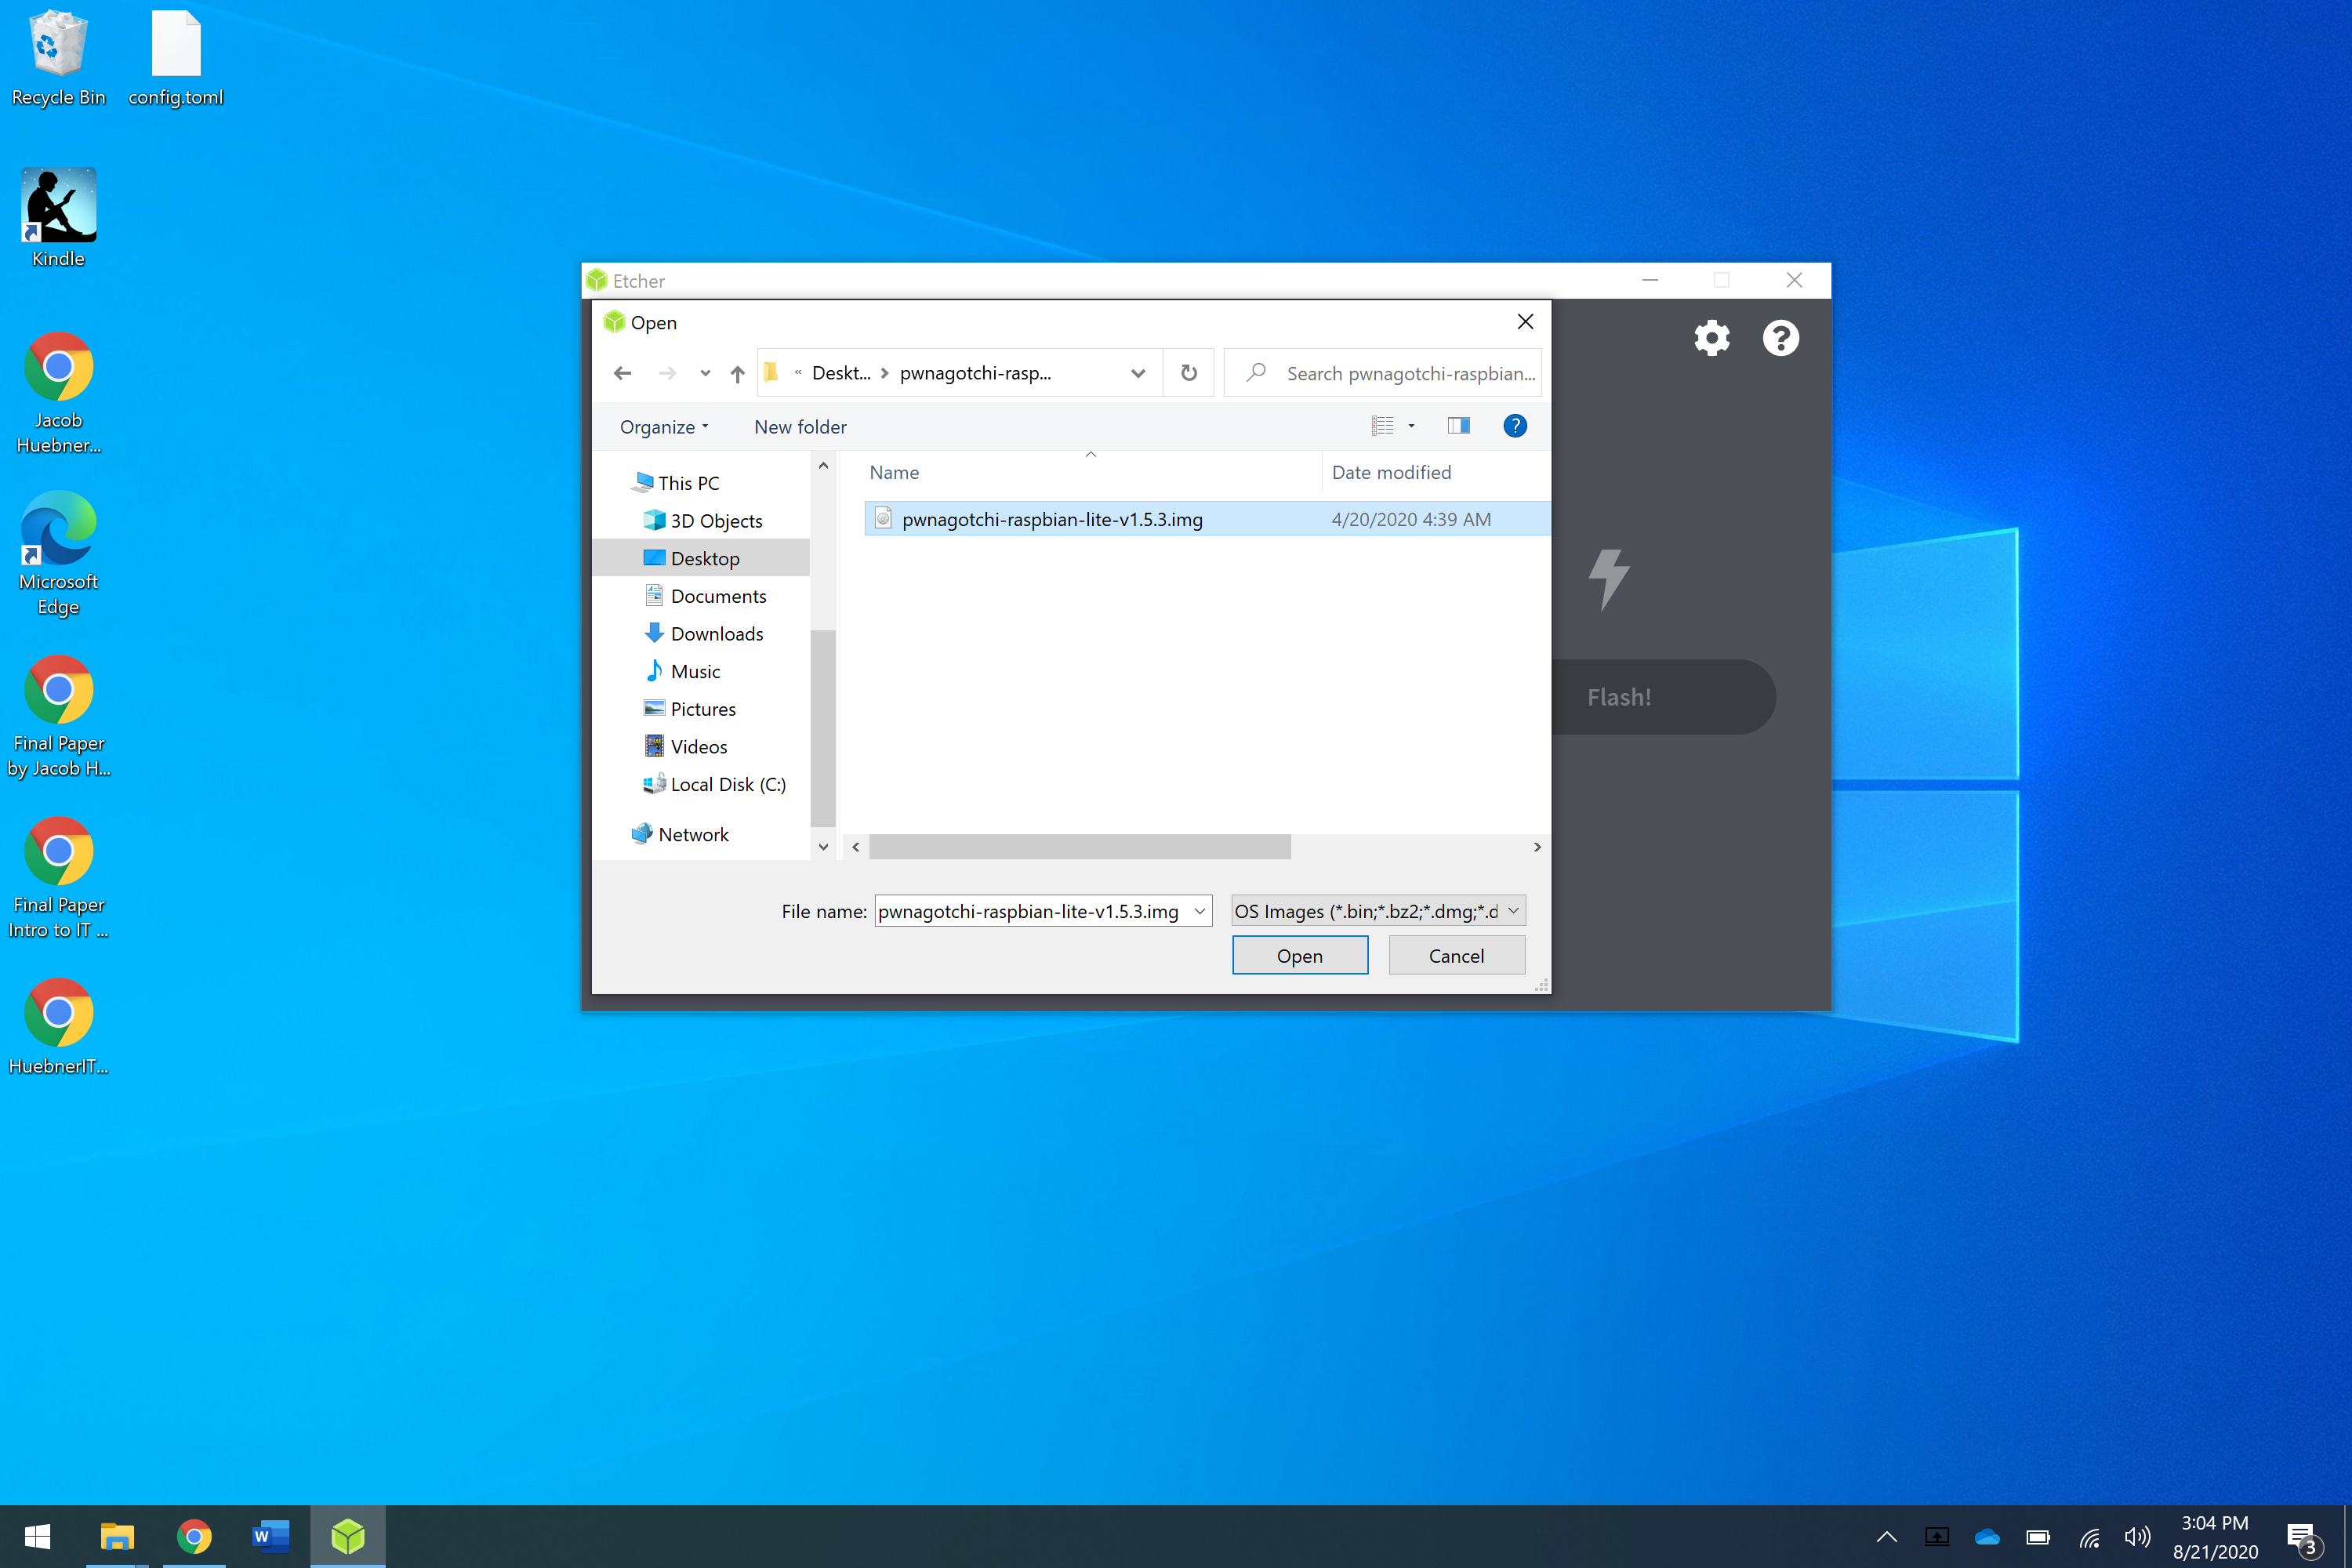 Recycle Bin
config.toml
Kindle
Jacob
Huebner...
Microsoft
Edge
Final Paper
by Jacob H...
Final Paper
Intro to IT ...
HuebnerIT...
Etcher
Open
« Deskt... > pwnagotchi-rasp...
Search pwnagotchi-raspbian...
Organize
New folder
?
This PC
3D Objects
Desktop
Documents
Downloads
Music
Pictures
Videos
Local Disk (C:)
Network
Name
Date modified
pwnagotchi-raspbian-lite-v1.5.3.img
4/20/2020 4:39 AM
File name:
pwnagotchi-raspbian-lite-v1.5.3.img
OS Images (*.bin;*.bz2;*.dmg;*.d
Open
Cancel
?
Flash!
W
3:04 PM
8/21/2020
3